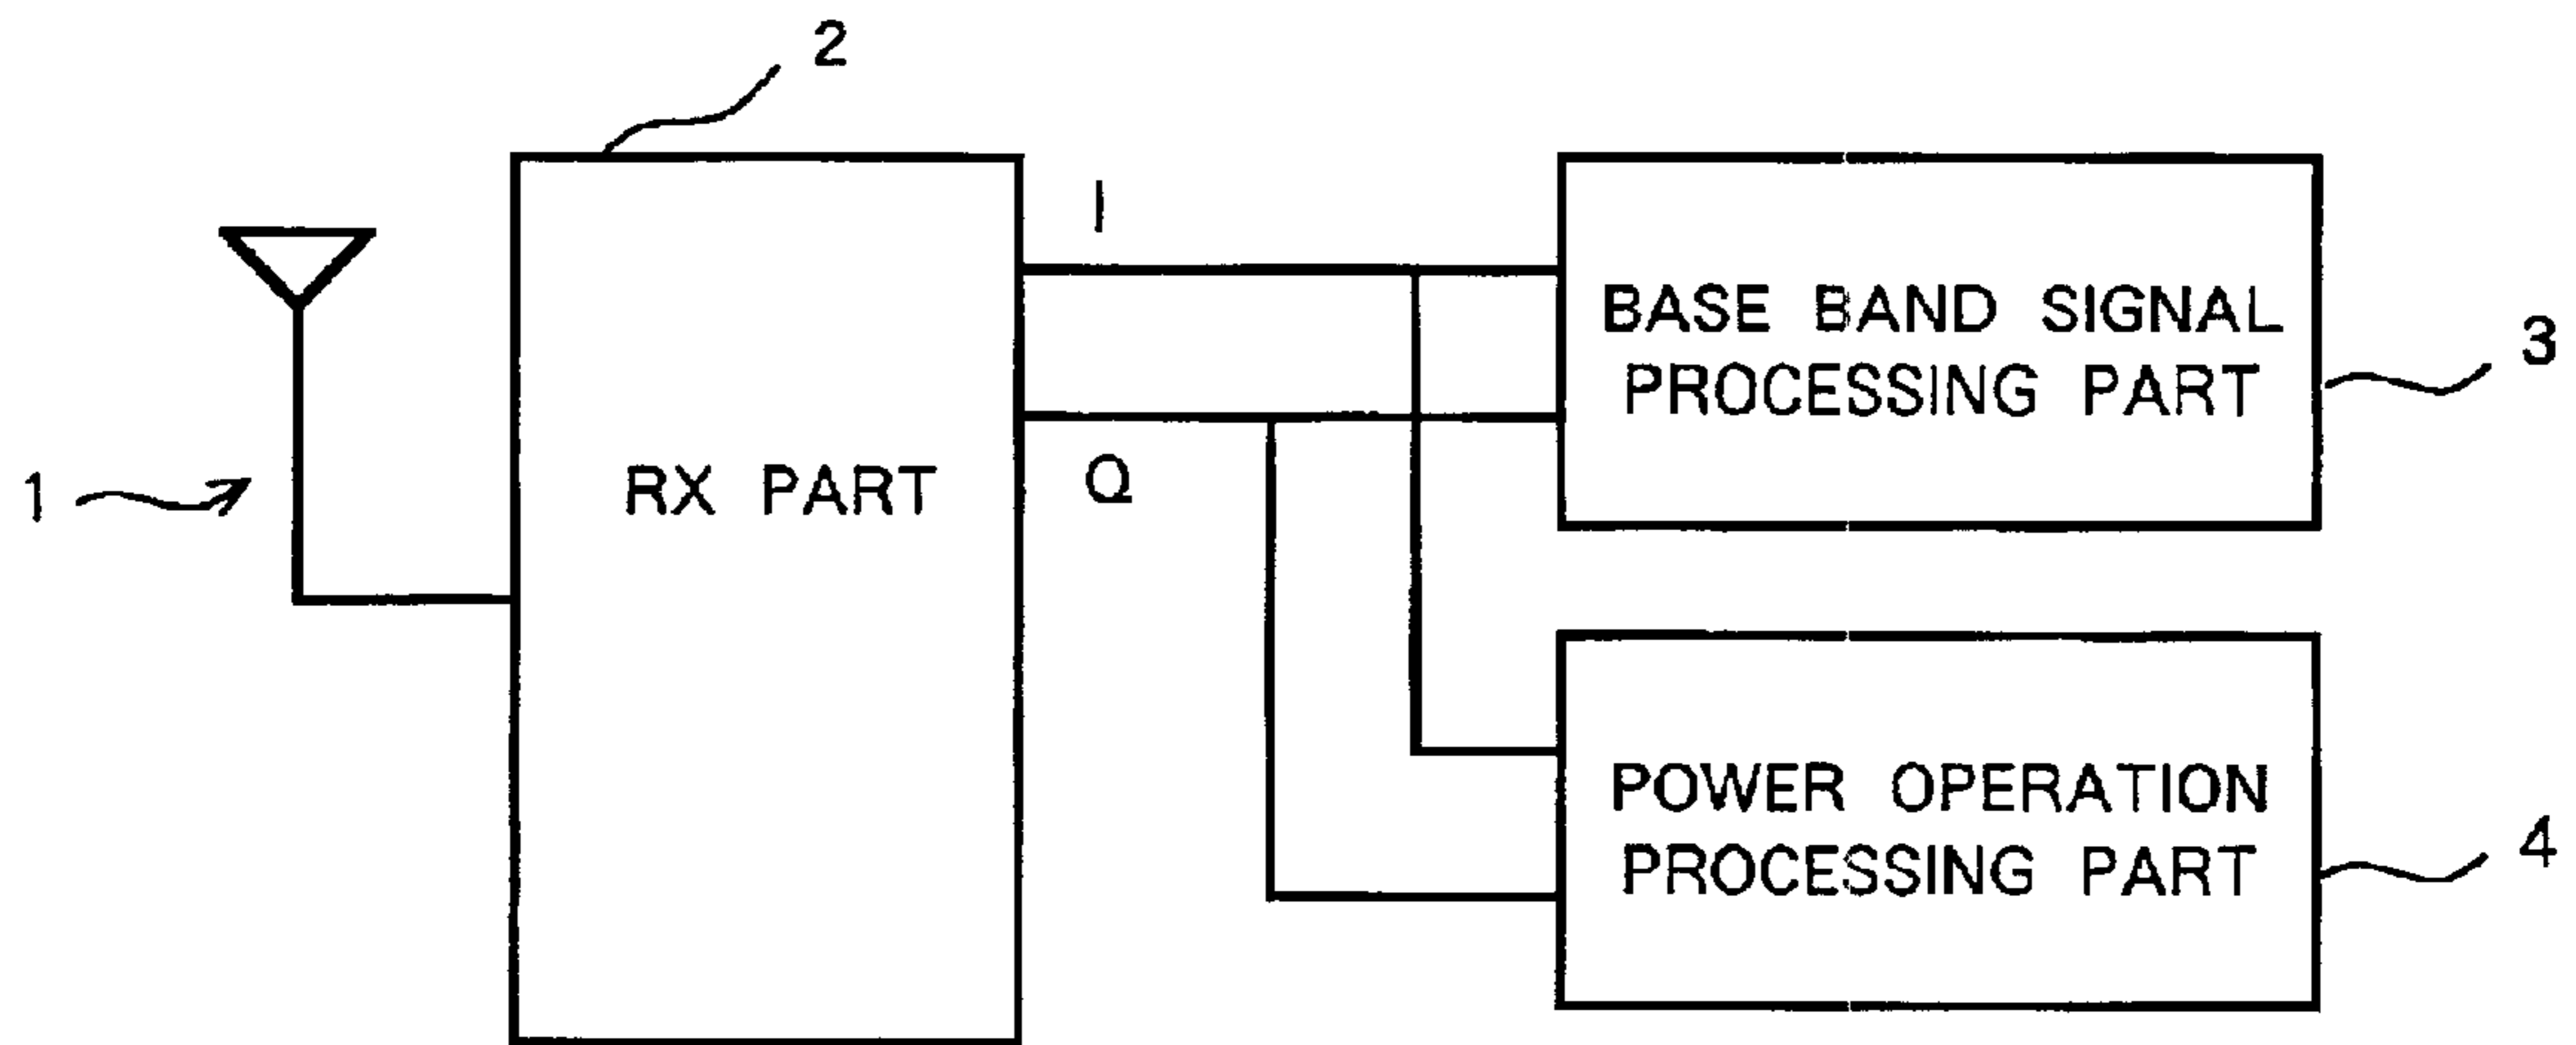 2
I
BASE BAND SIGNAL
PROCESSING PART
3
RX PART
Q
1
POWER OPERATION
PROCESSING PART
4